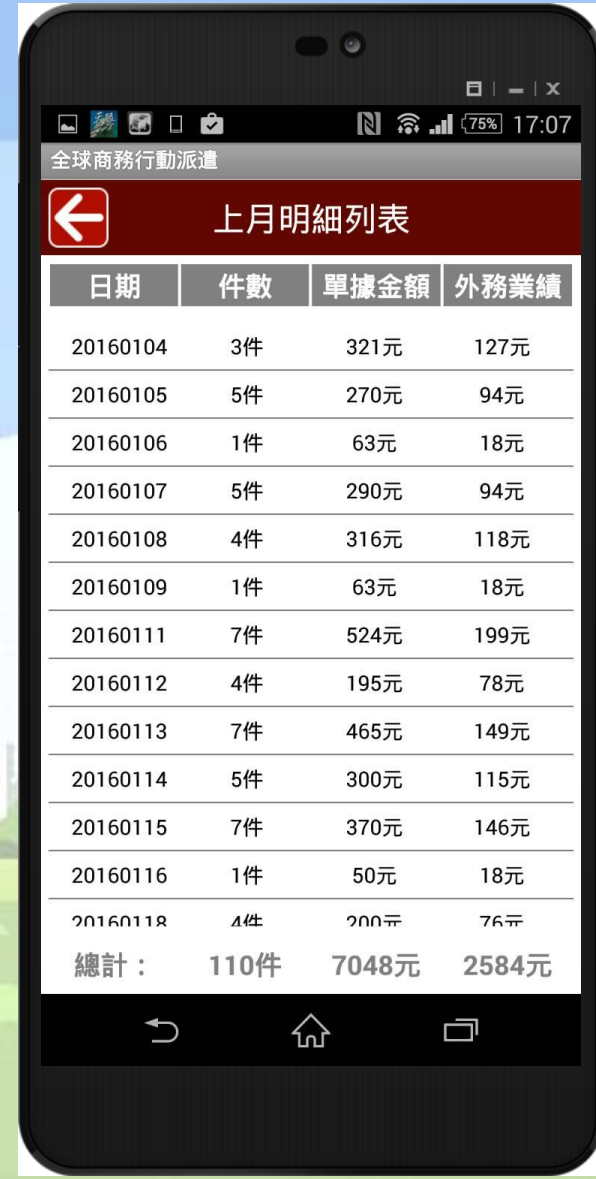 75% 17:07
全球商務行動派遣
上月明細列表
日期 件數 單據金額 外務業績
20160104 3件 321元 127元
20160105 5件 270元 94元
20160106 1件 63元 18元
20160107 5件 290元 94元
20160108 4件 316元 118元
20160109 1件 63元 18元
20160111 7件 524元 199元
20160112 4件 195元 78元
20160113 7件 465元 149元
20160114 5件 300元 115元
20160115 7件 370元 146元
20160116 1件 50元 18元
20160118 4件 200元 76元
總計： 110件 7048元 2584元